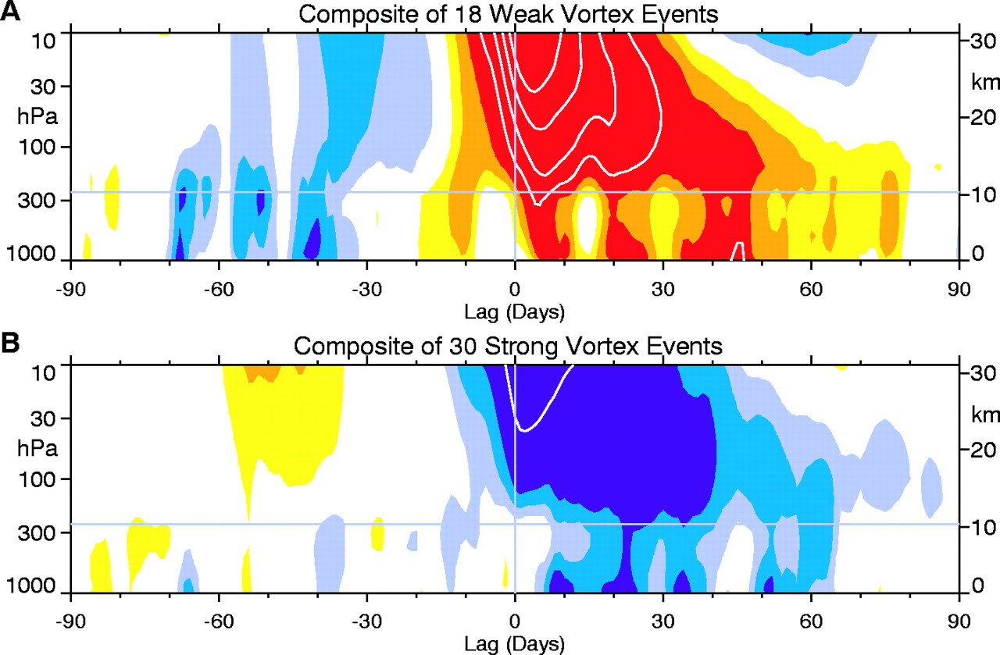 A
Composite of 18 Weak Vortex Events
10 30
30 km
hPa 20
100
300 10
1000 0
-90 -60 -30 0 30 60 90
Lag (Days)
B
Composite of 30 Strong Vortex Events
10 30
30 km
hPa 20
100
300 10
1000 0
-90 -60 -30 0 30 60 90
Lag (Days)